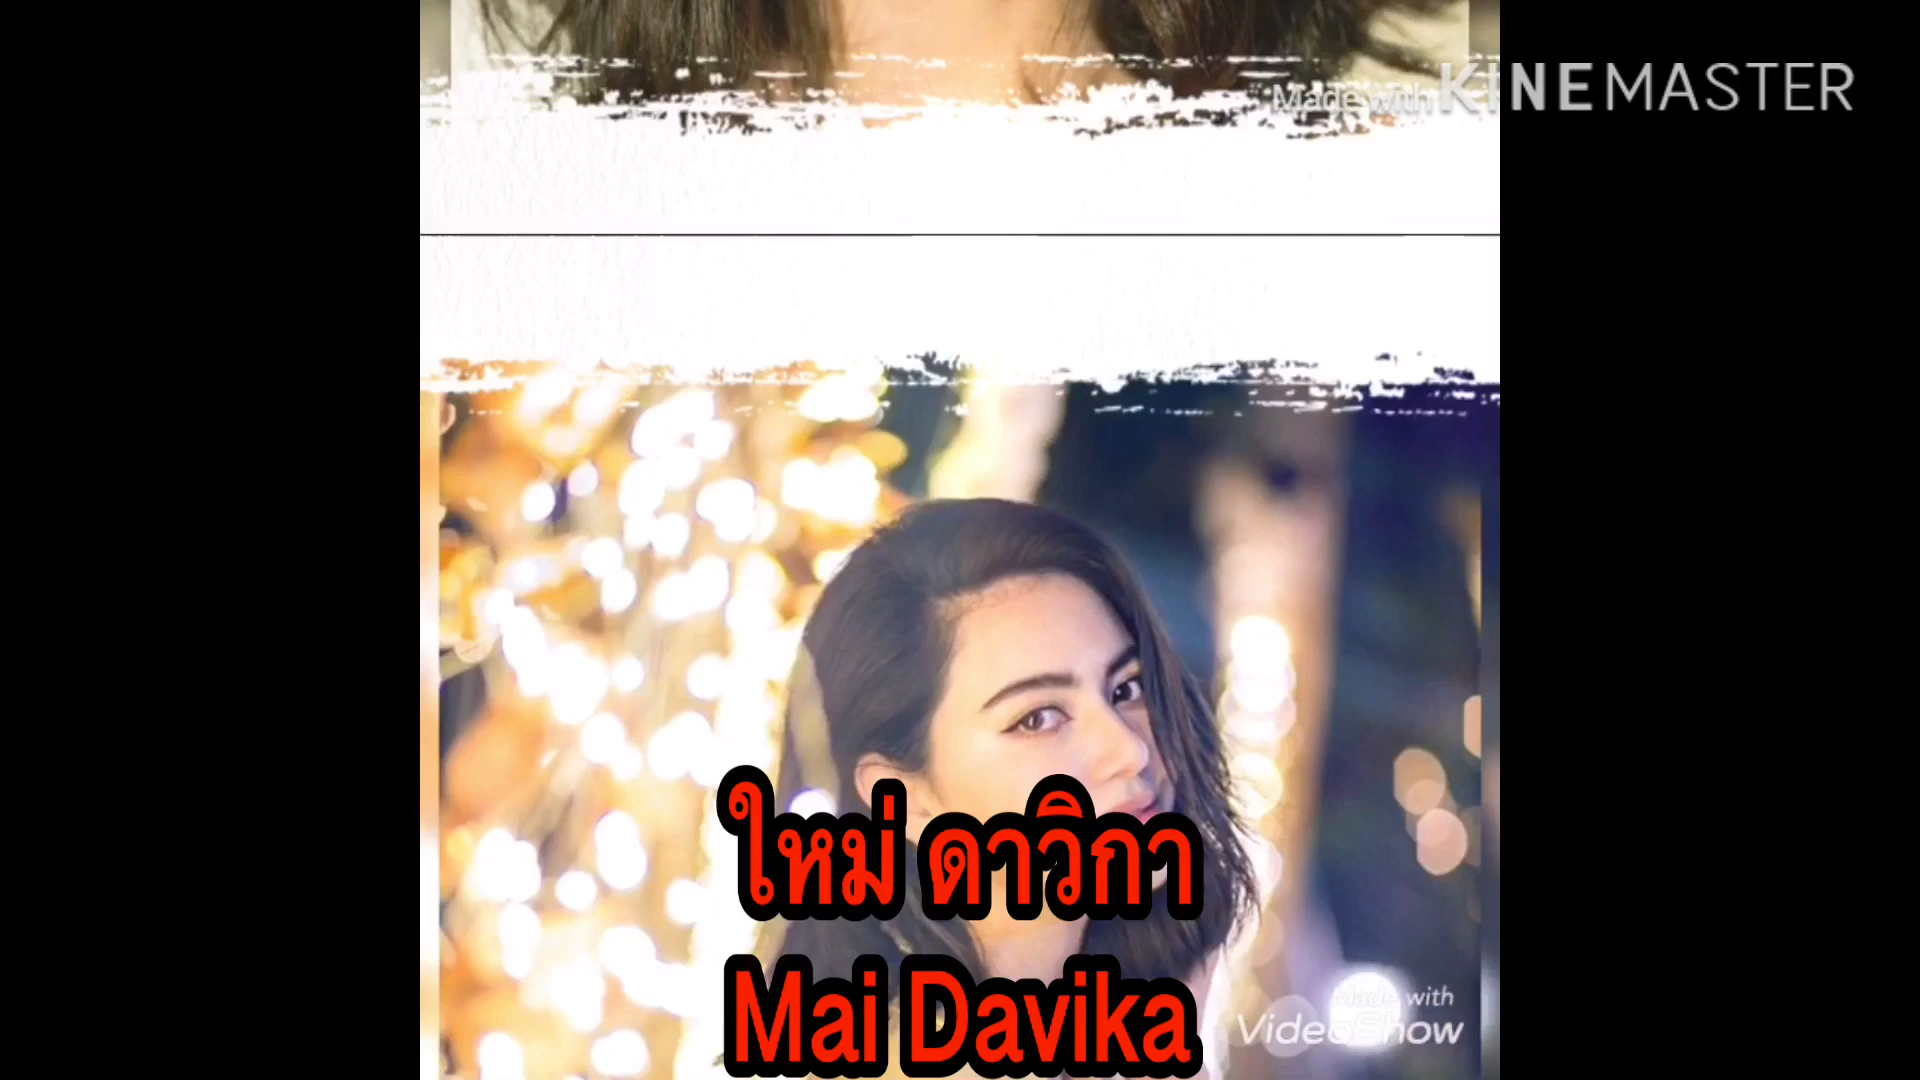 Made with KINEMASTER
ใหม่ ดาวิกา
Mai Davika
Made with
VideoShow